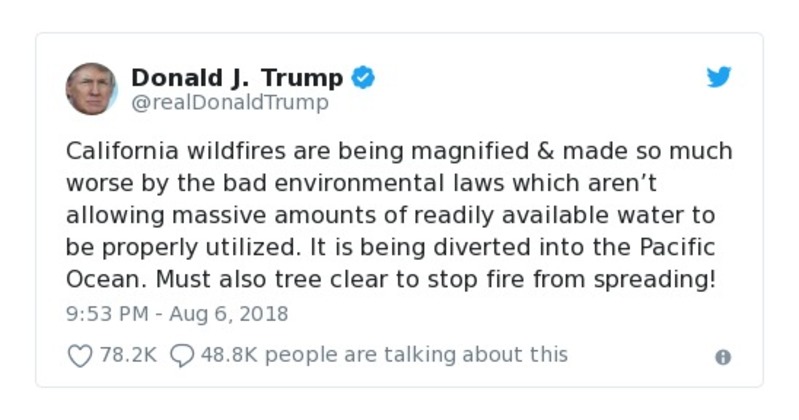 Donald J. Trump
@realDonaldTrump
California wildfires are being magnified & made so much
worse by the bad environmental laws which aren’t
allowing massive amounts of readily available water to
be properly utilized. It is being diverted into the Pacific
Ocean. Must also tree clear to stop fire from spreading!
9:53 PM - Aug 6, 2018
78.2K 48.8K people are talking about this